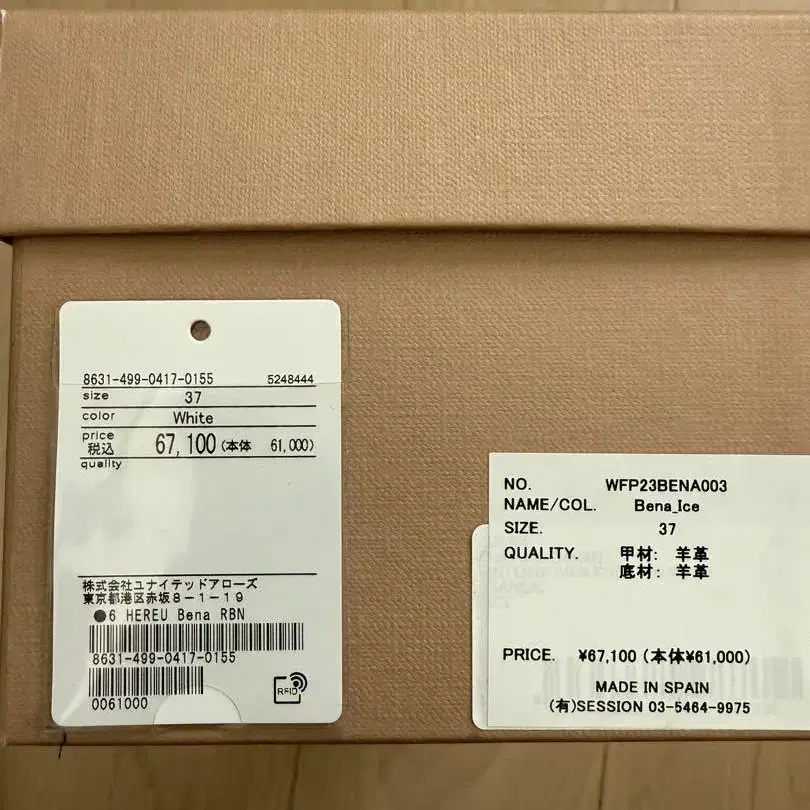 8631-499-0417-0155 5248444
size 37
color White
price
税込 67,100 (本体 61,000)
quality
株式会社ユナイテッドアローズ
東京都港区赤坂8-1-19
●6 HEREU Bena RBN
8631-499-0417-0155
0061000
RFID
NO. WFP23BENA003
NAME/COL. Bena_Ice
SIZE. 37
QUALITY. 甲材: 羊革
底材: 羊革
PRICE. ¥67,100 (本体¥61,000)
MADE IN SPAIN
(有)SESSION 03-5464-9975